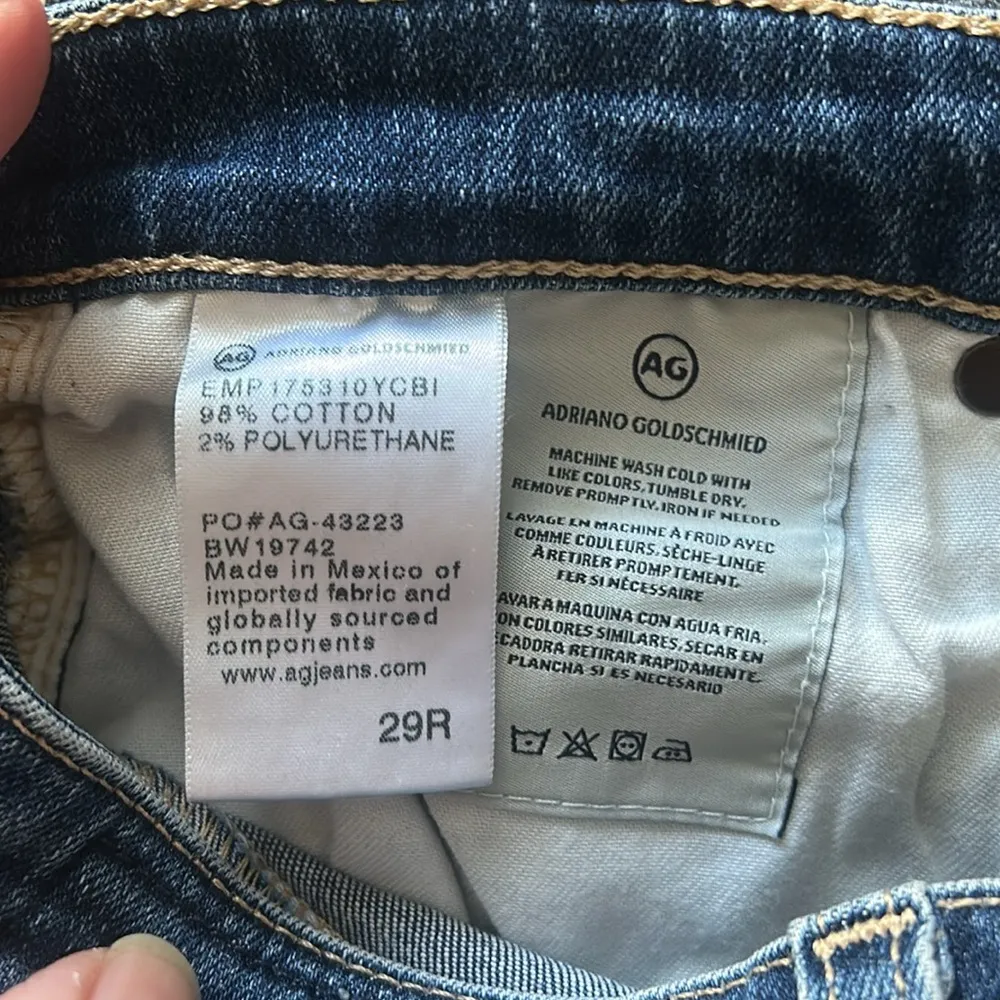 AG ADRIANO GOLDSCHMIED
EMP175310YCBI
98% COTTON
2% POLYURETHANE
PO#AG-43223
BW19742
Made in Mexico of
imported fabric and
globally sourced
components
www.agjeans.com
29R
AG
ADRIANO GOLDSCHMIED
MACHINE WASH COLD WITH
LIKE COLORS, TUMBLE DRY.
REMOVE PROMPTLY. IRON IF NEEDED
LAVAGE EN MACHINE À FROID AVEC
COMME COULEURS, SÈCHE-LINGE
À RETIRER PROMPTEMENT.
FER SI NÉCESSAIRE
AVAR A MAQUINA CON AGUA FRIA.
ON COLORES SIMILARES, SECAR EN
ECADORA RETIRAR RAPIDAMENTE.
PLANCHA SI ES NECESARIO